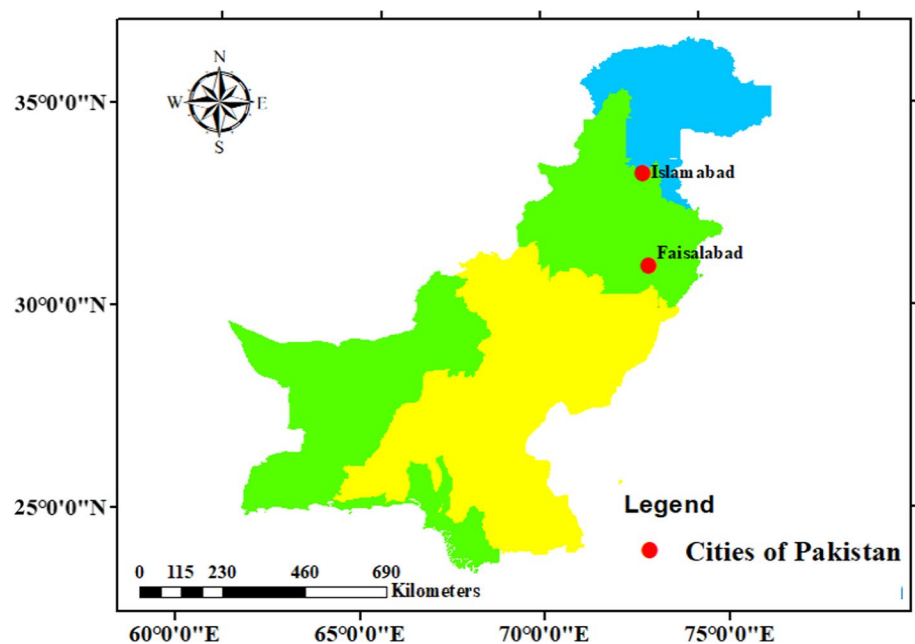 N
W E
S
35°0'0"N
Islamabad
Faisalabad
30°0'0"N
25°0'0"N
Legend
Cities of Pakistan
0 115 230 460 690
Kilometers
60°0'0"E 65°0'0"E 70°0'0"E 75°0'0"E